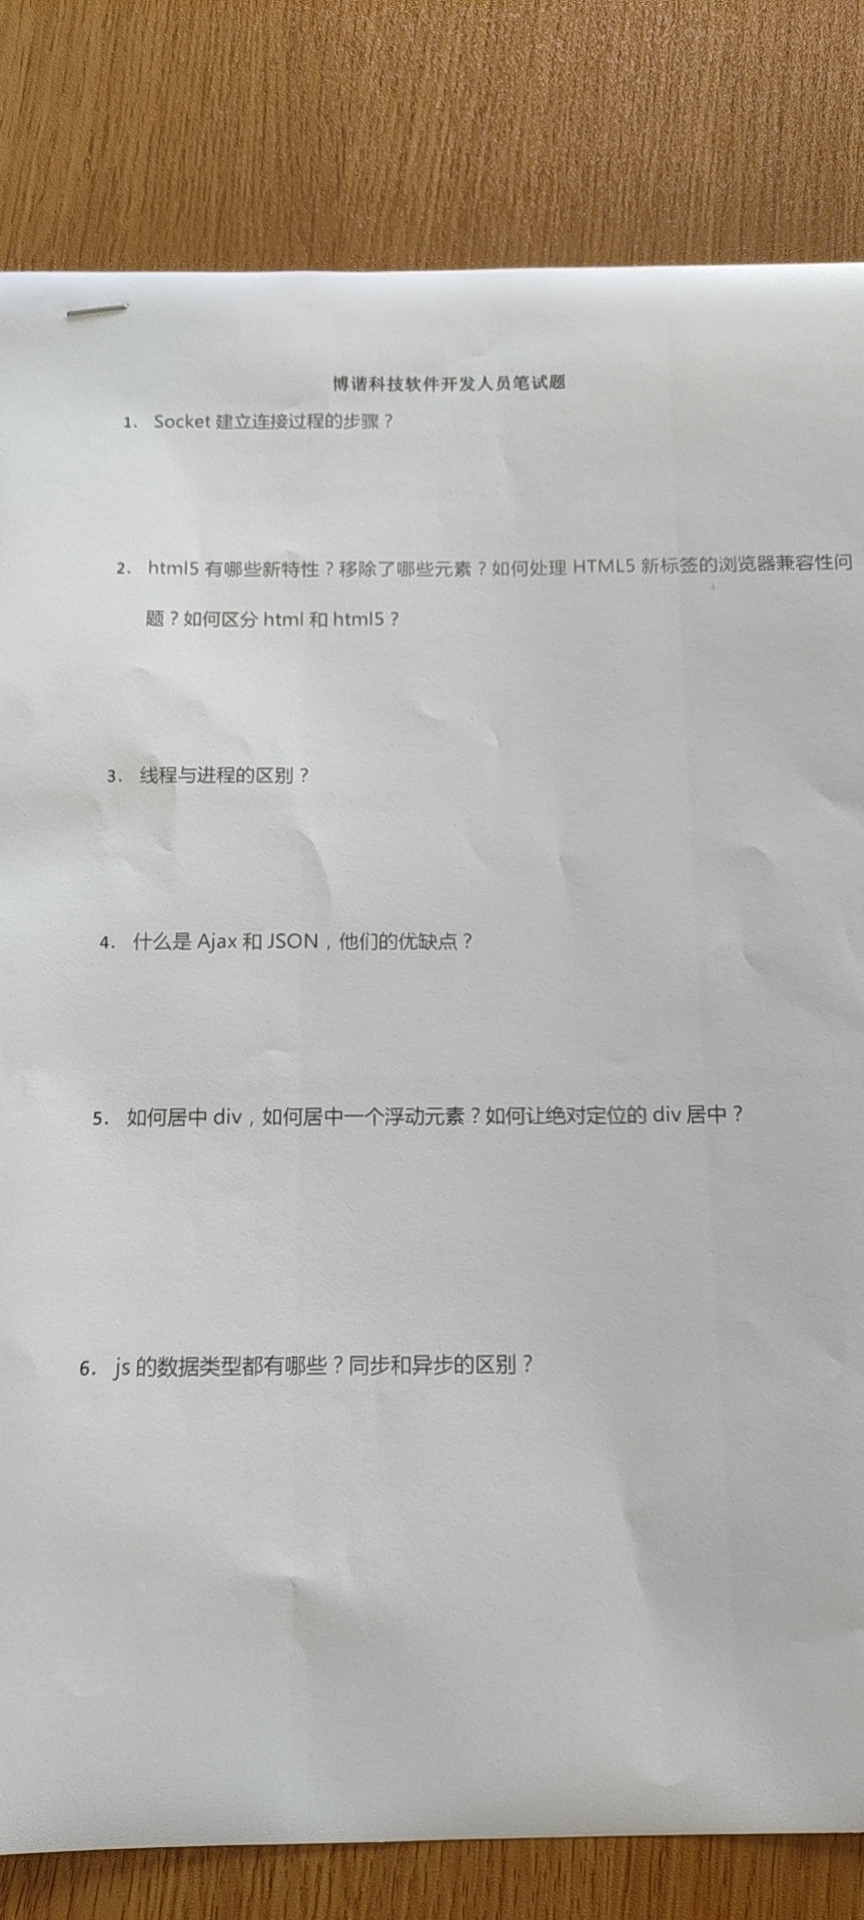 博谐科技软件开发人员笔试题
1. Socket 建立连接过程的步骤？
2. html5 有哪些新特性？移除了哪些元素？如何处理 HTML5 新标签的浏览器兼容性问
题？如何区分 html 和 html5？
3. 线程与进程的区别？
4. 什么是 Ajax 和 JSON，他们的优缺点？
5. 如何居中 div，如何居中一个浮动元素？如何让绝对定位的 div 居中？
6. js 的数据类型都有哪些？同步和异步的区别？